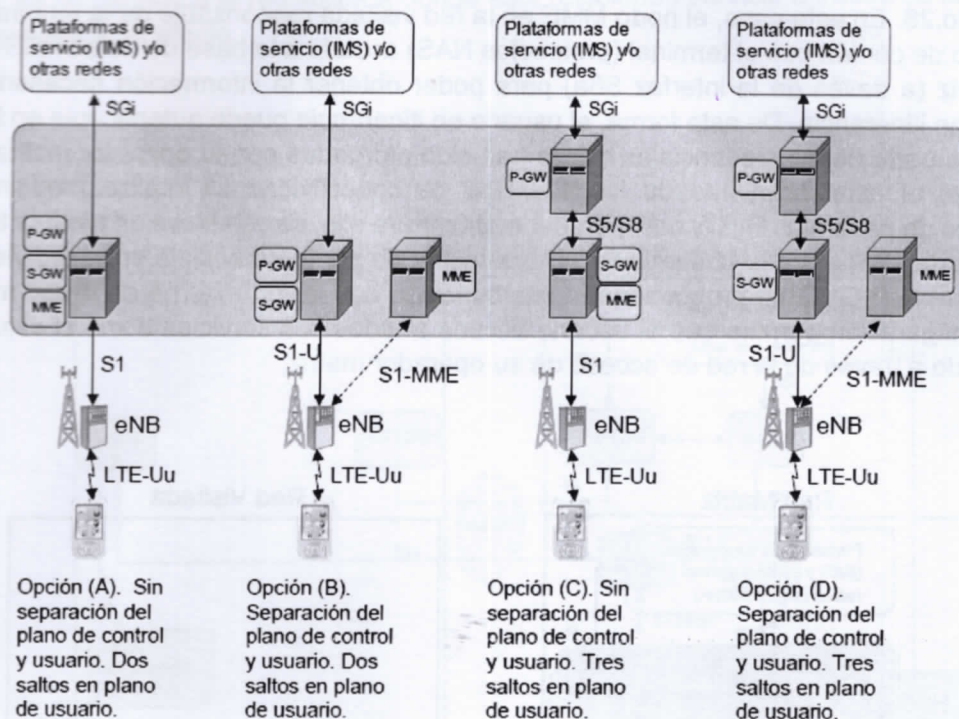 Plataformas de
servicio (IMS) y/o
otras redes
SGi
P-GW
S-GW
MME
S1
eNB
LTE-Uu
Opción (A). Sin
separación del
plano de control
y usuario. Dos
saltos en plano
de usuario.
Plataformas de
servicio (IMS) y/o
otras redes
SGi
P-GW
S-GW
MME
S1-U
S1-MME
eNB
LTE-Uu
Opción (B).
Separación del
plano de control
y usuario. Dos
saltos en plano
de usuario.
Plataformas de
servicio (IMS) y/o
otras redes
SGi
P-GW
S5/S8
S-GW
MME
S1
eNB
LTE-Uu
Opción (C). Sin
separación del
plano de control
y usuario. Tres
saltos en plano
de usuario.
Plataformas de
servicio (IMS) y/o
otras redes
SGi
P-GW
S5/S8
S-GW
MME
S1-U
S1-MME
eNB
LTE-Uu
Opción (D).
Separación del
plano de control
y usuario. Tres
saltos en plano
de usuario.